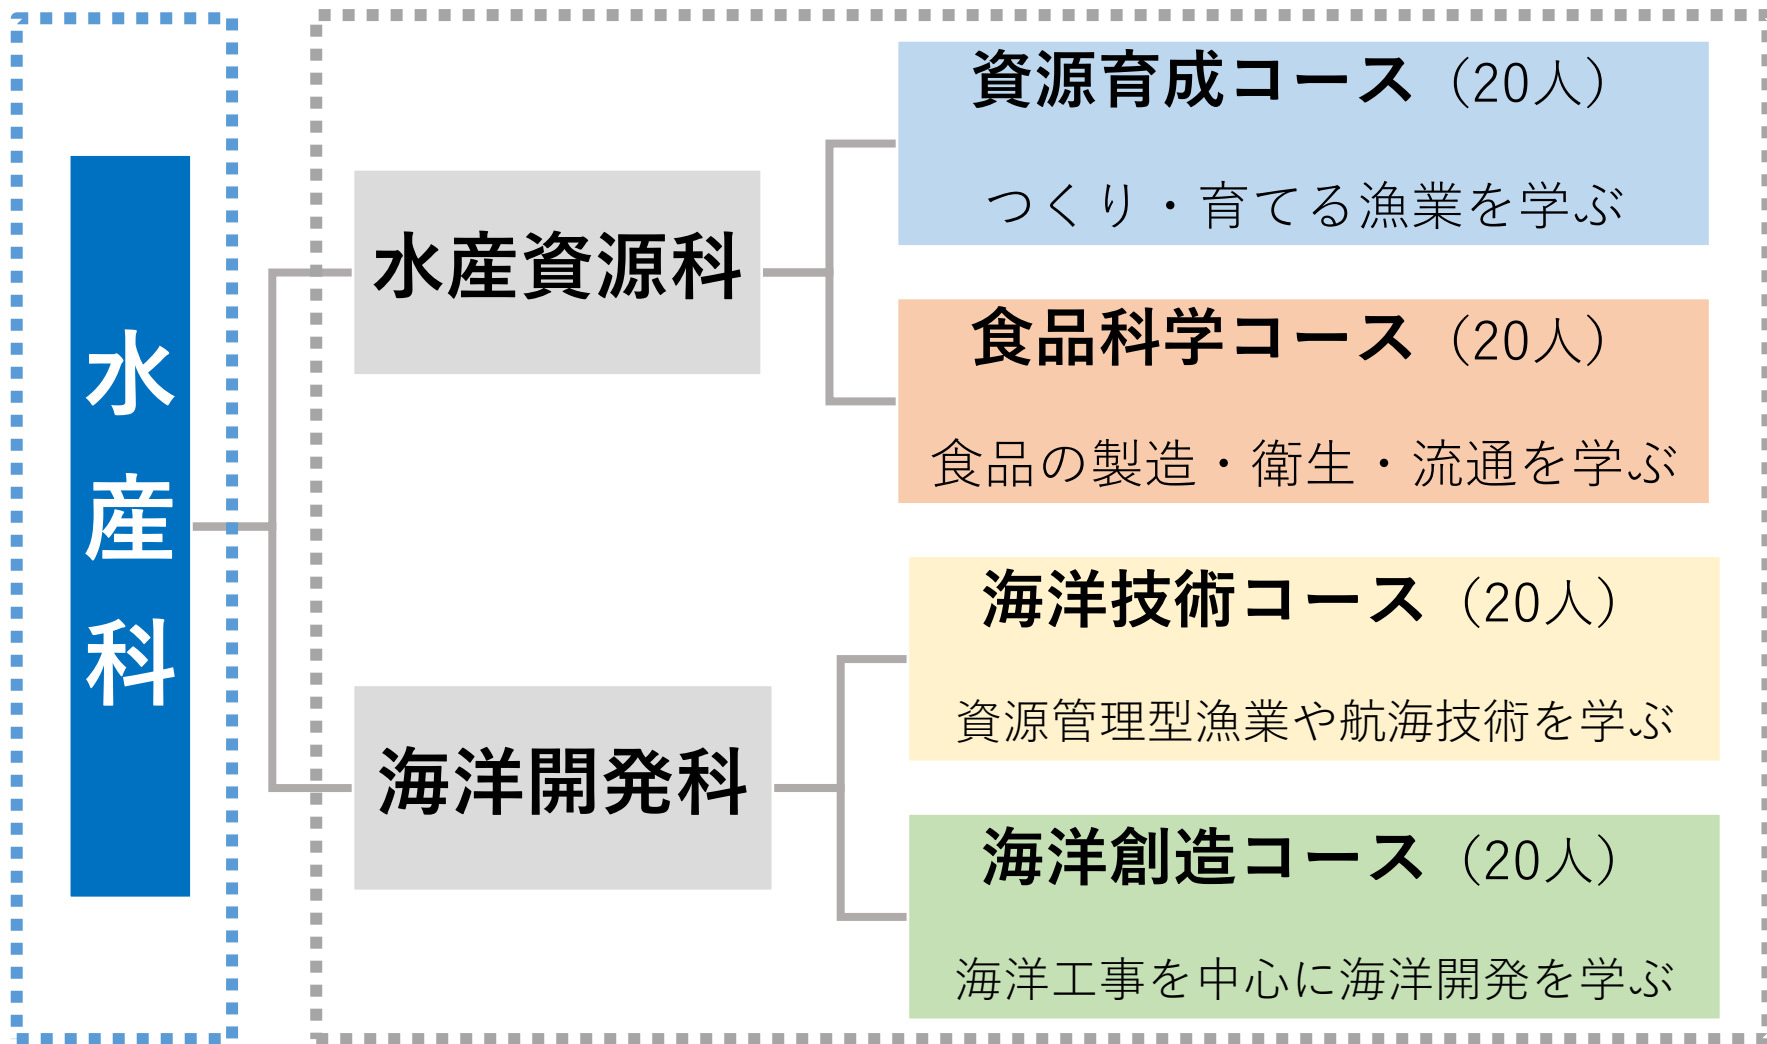 水産科
水産資源科
資源育成コース（20人）
つくり・育てる漁業を学ぶ
食品科学コース（20人）
食品の製造・衛生・流通を学ぶ
海洋開発科
海洋技術コース（20人）
資源管理型漁業や航海技術を学ぶ
海洋創造コース（20人）
海洋工事を中心に海洋開発を学ぶ